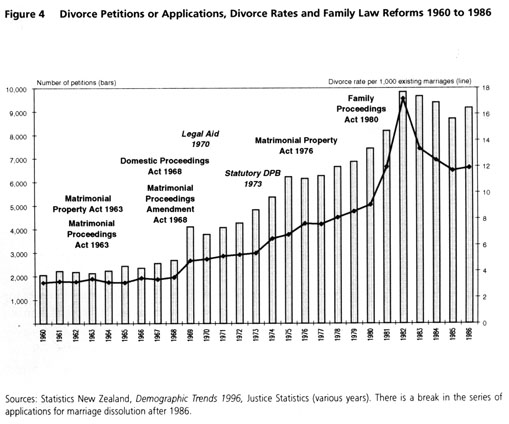 Figure 4 Divorce Petitions or Applications, Divorce Rates and Family Law Reforms 1960 to 1986
Number of petitions (bars)
Divorce rate per 1,000 existing marriages (line)
10,000
9,000
8,000
7,000
6,000
5,000
4,000
3,000
2,000
1,000
18
16
14
12
10
8
6
4
2
0
Matrimonial
Property Act 1963
Matrimonial
Proceedings
Act 1963
Domestic Proceedings
Act 1968
Matrimonial
Proceedings
Amendment
Act 1968
Legal Aid
1970
Statutory DPB
1973
Matrimonial Property
Act 1976
Family
Proceedings
Act 1980
1960
1961
1962
1963
1964
1965
1966
1967
1968
1969
1970
1971
1972
1973
1974
1975
1976
1977
1978
1979
1980
1981
1982
1983
1984
1985
1986
Sources: Statistics New Zealand, Demographic Trends 1996, Justice Statistics (various years). There is a break in the series of
applications for marriage dissolution after 1986.